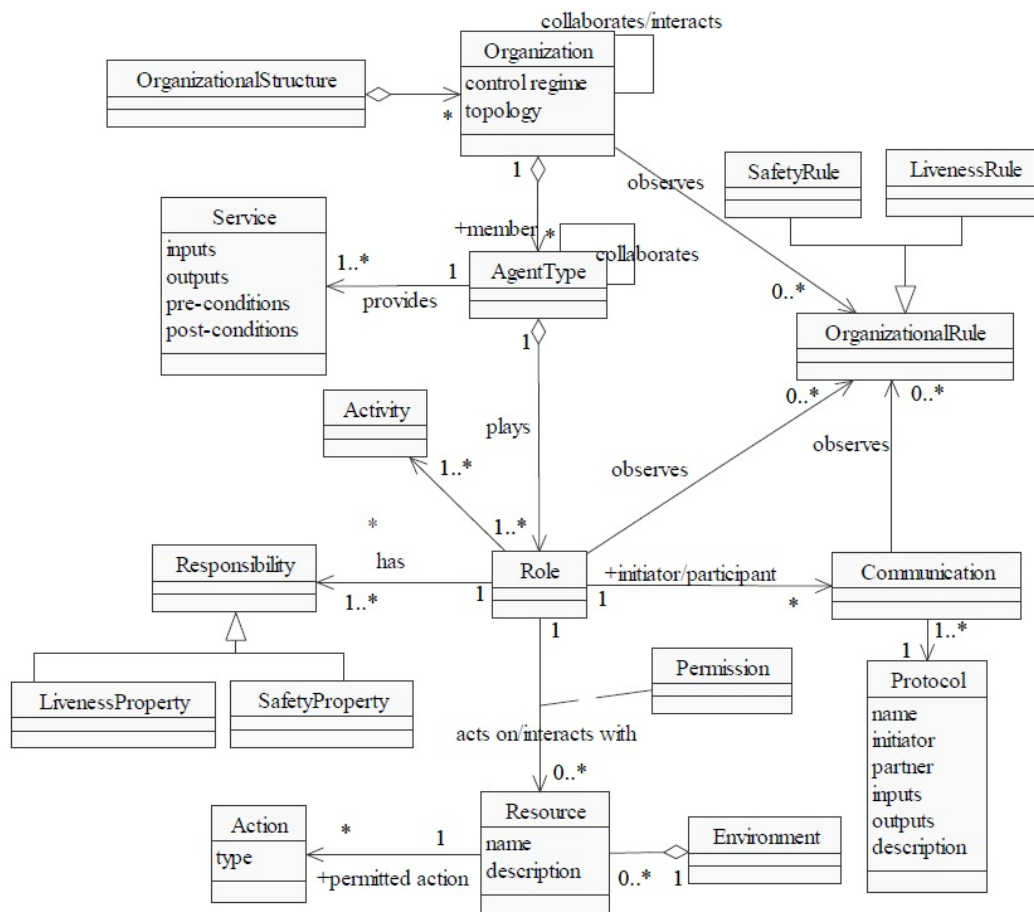 collaborates/interacts
Organization
control regime
topology
OrganizationalStructure
*
1
observes
SafetyRule
LivenessRule
Service
inputs
outputs
pre-conditions
post-conditions
+member
*
collaborates
AgentType
1..*
1
provides
0..*
OrganizationalRule
1
Activity
plays
0..*
0..*
observes
observes
1..*
1..*
*
has
Responsibility
1..*
1
Role
+initiator/participant
1
*
Communication
1
1..*
1
LivenessProperty
SafetyProperty
Permission
Protocol
name
initiator
partner
inputs
outputs
description
acts on/interacts with
0..*
Action
type
*
1
+permitted action
Resource
name
description
Environment
0..*
1